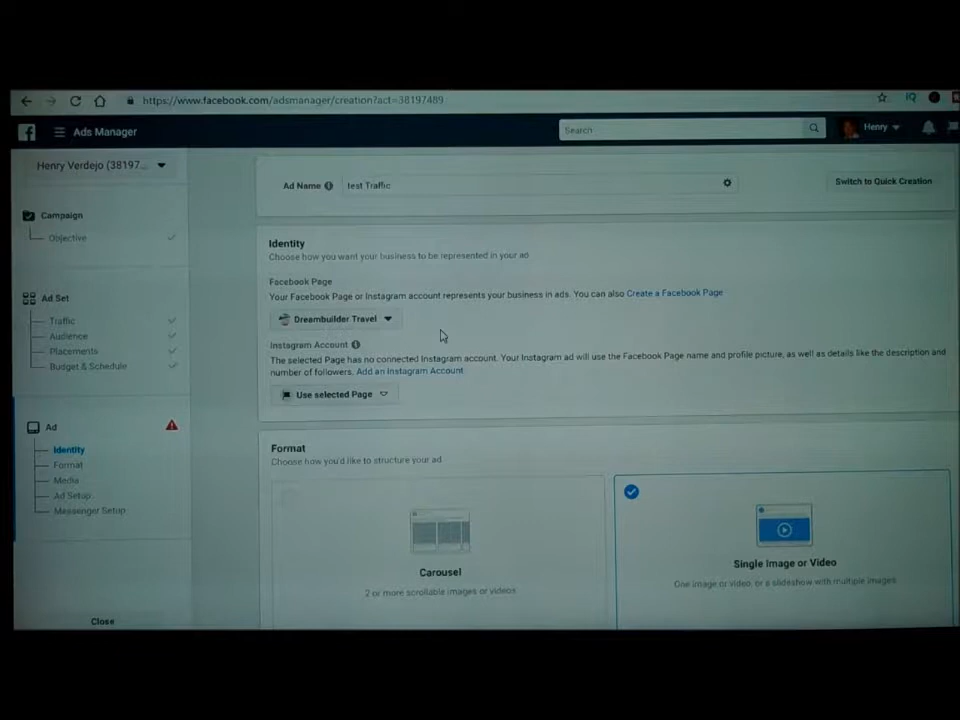 https://www.facebook.com/adsmanager/creation?act=38197489
IQ
Ads Manager
Search
Henry
Henry Verdejo (38197...
Ad Name
test Traffic
Switch to Quick Creation
Campaign
Objective
Identity
Choose how you want your business to be represented in your ad
Facebook Page
Your Facebook Page or Instagram account represents your business in ads. You can also Create a Facebook Page
Ad Set
Traffic
Audience
Placements
Budget & Schedule
Dreambuilder Travel
Instagram Account
The selected Page has no connected Instagram account. Your Instagram ad will use the Facebook Page name and profile picture, as well as details like the description and
number of followers. Add an Instagram Account
Use selected Page
Ad
Identity
Format
Media
Ad Setup
Messenger Setup
Format
Choose how you'd like to structure your ad
Carousel
2 or more scrollable images or videos
Single Image or Video
One image or video, or a slideshow with multiple images
Close